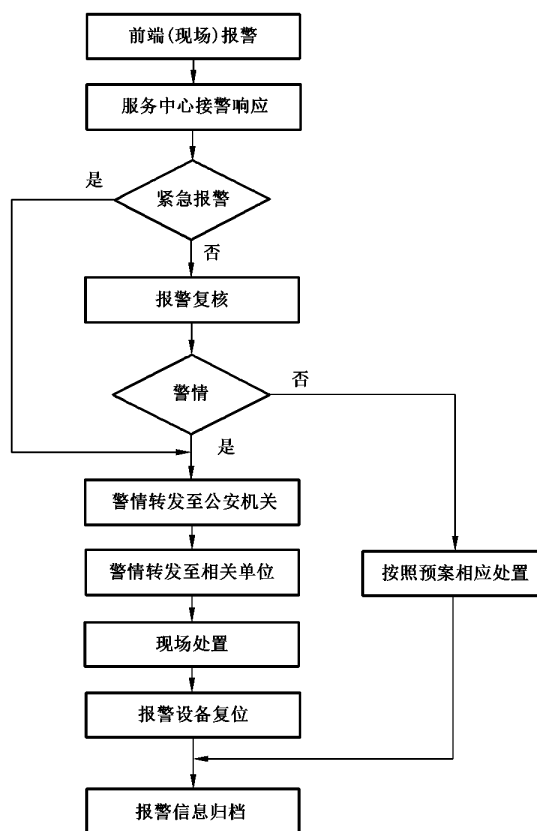 前端(现场)报警
服务中心接警响应
是
紧急报警
否
报警复核
否
警情
是
警情转发至公安机关
警情转发至相关单位
按照预案相应处置
现场处置
报警设备复位
报警信息归档